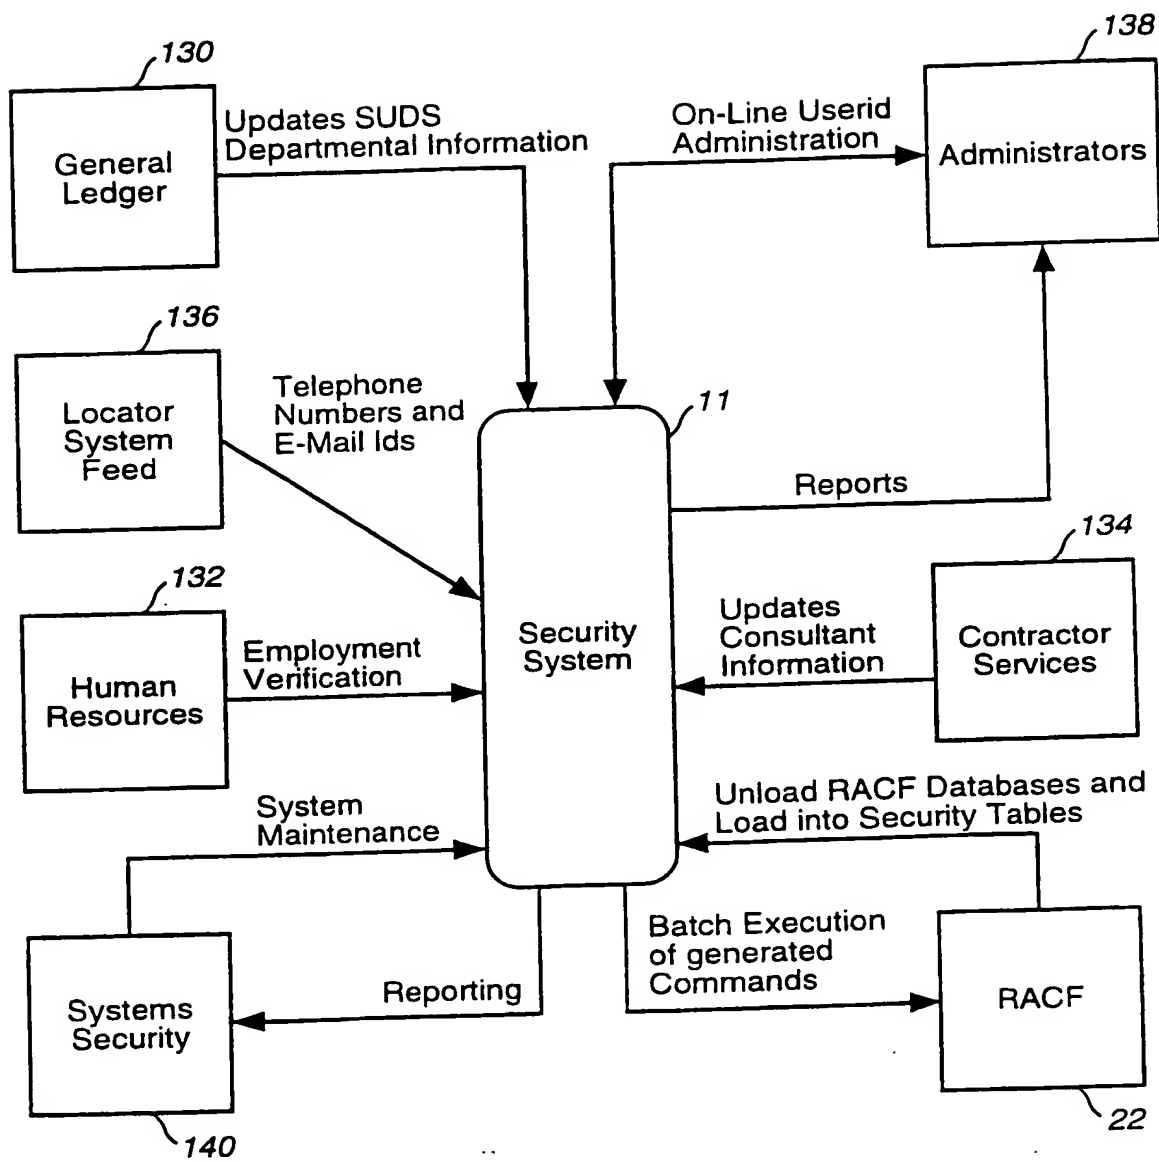 130
General
Ledger
Updates SUDS
Departmental Information
On-Line Userid
Administration
138
Administrators
136
Locator
System
Feed
Telephone
Numbers and
E-Mail Ids
11
Security
System
Reports
132
Human
Resources
Employment
Verification
134
Contractor
Services
Updates
Consultant
Information
System
Maintenance
Unload RACF Databases and
Load into Security Tables
Systems
Security
140
Reporting
Batch Execution
of generated
Commands
RACF
22